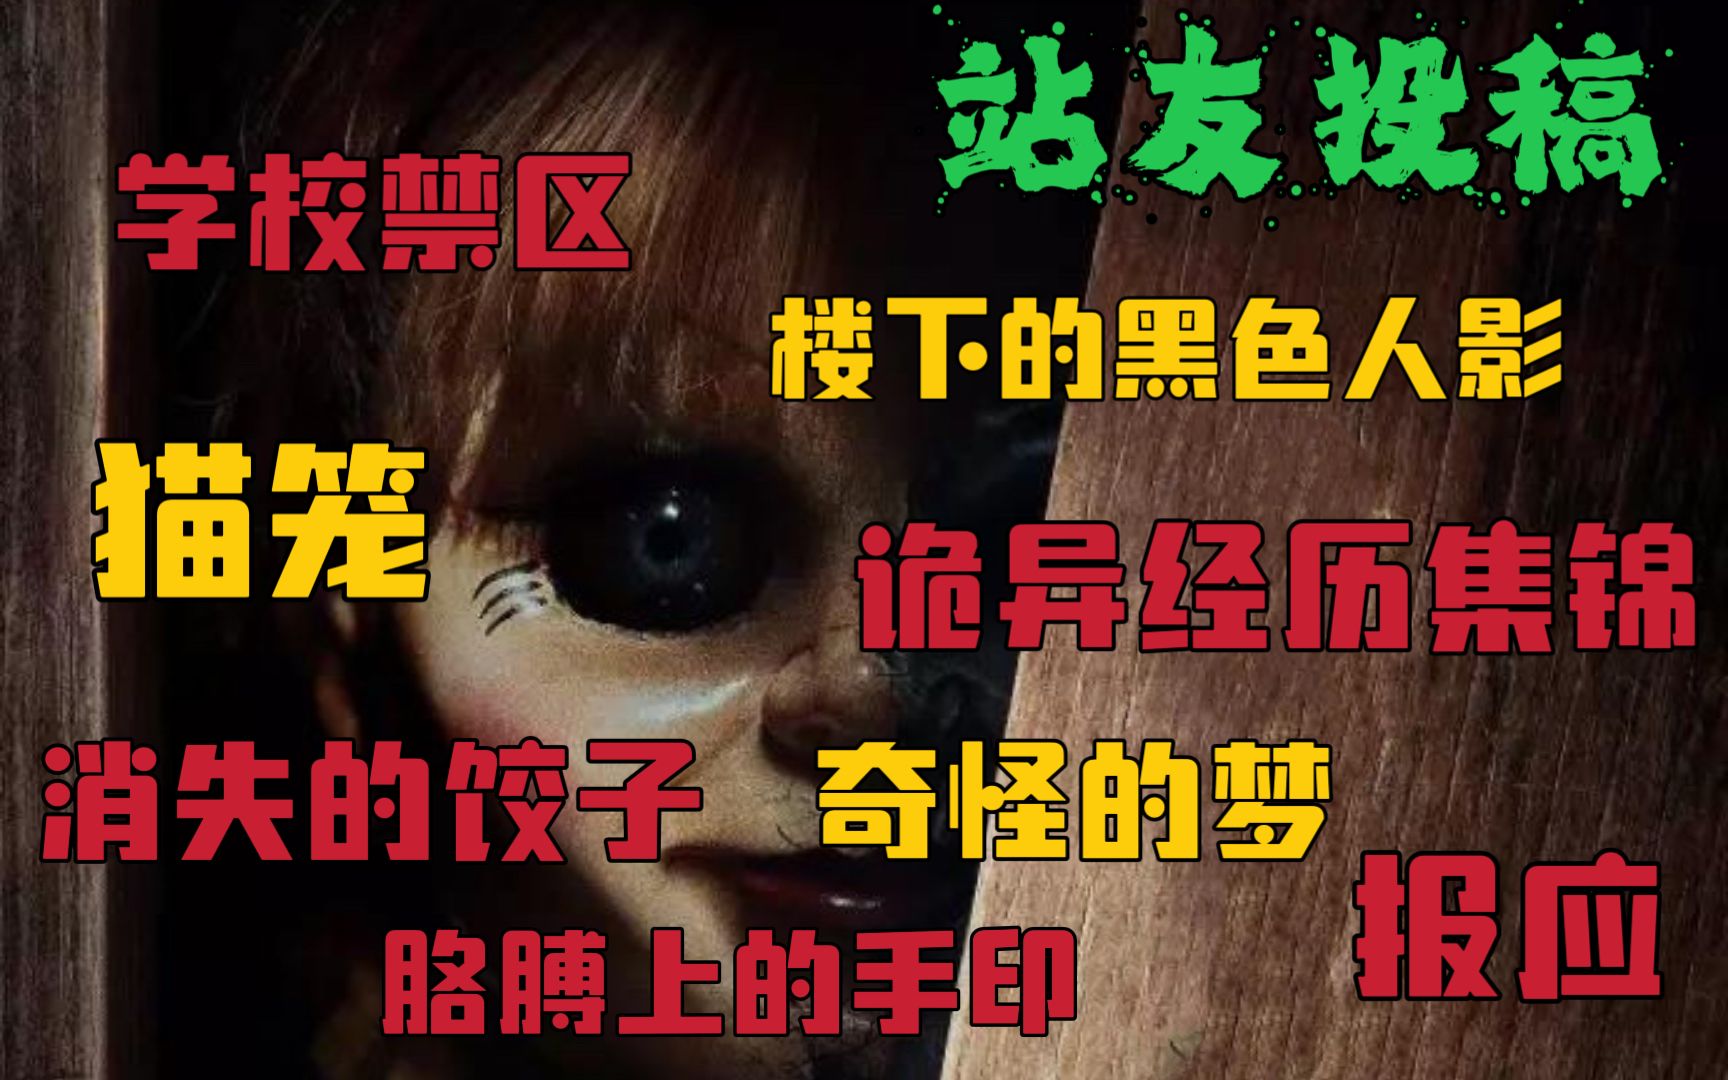 站友投稿
学校禁区
楼下的黑色人影
猫笼
诡异经历集锦
消失的饺子
奇怪的梦
报应
胳膊上的手印